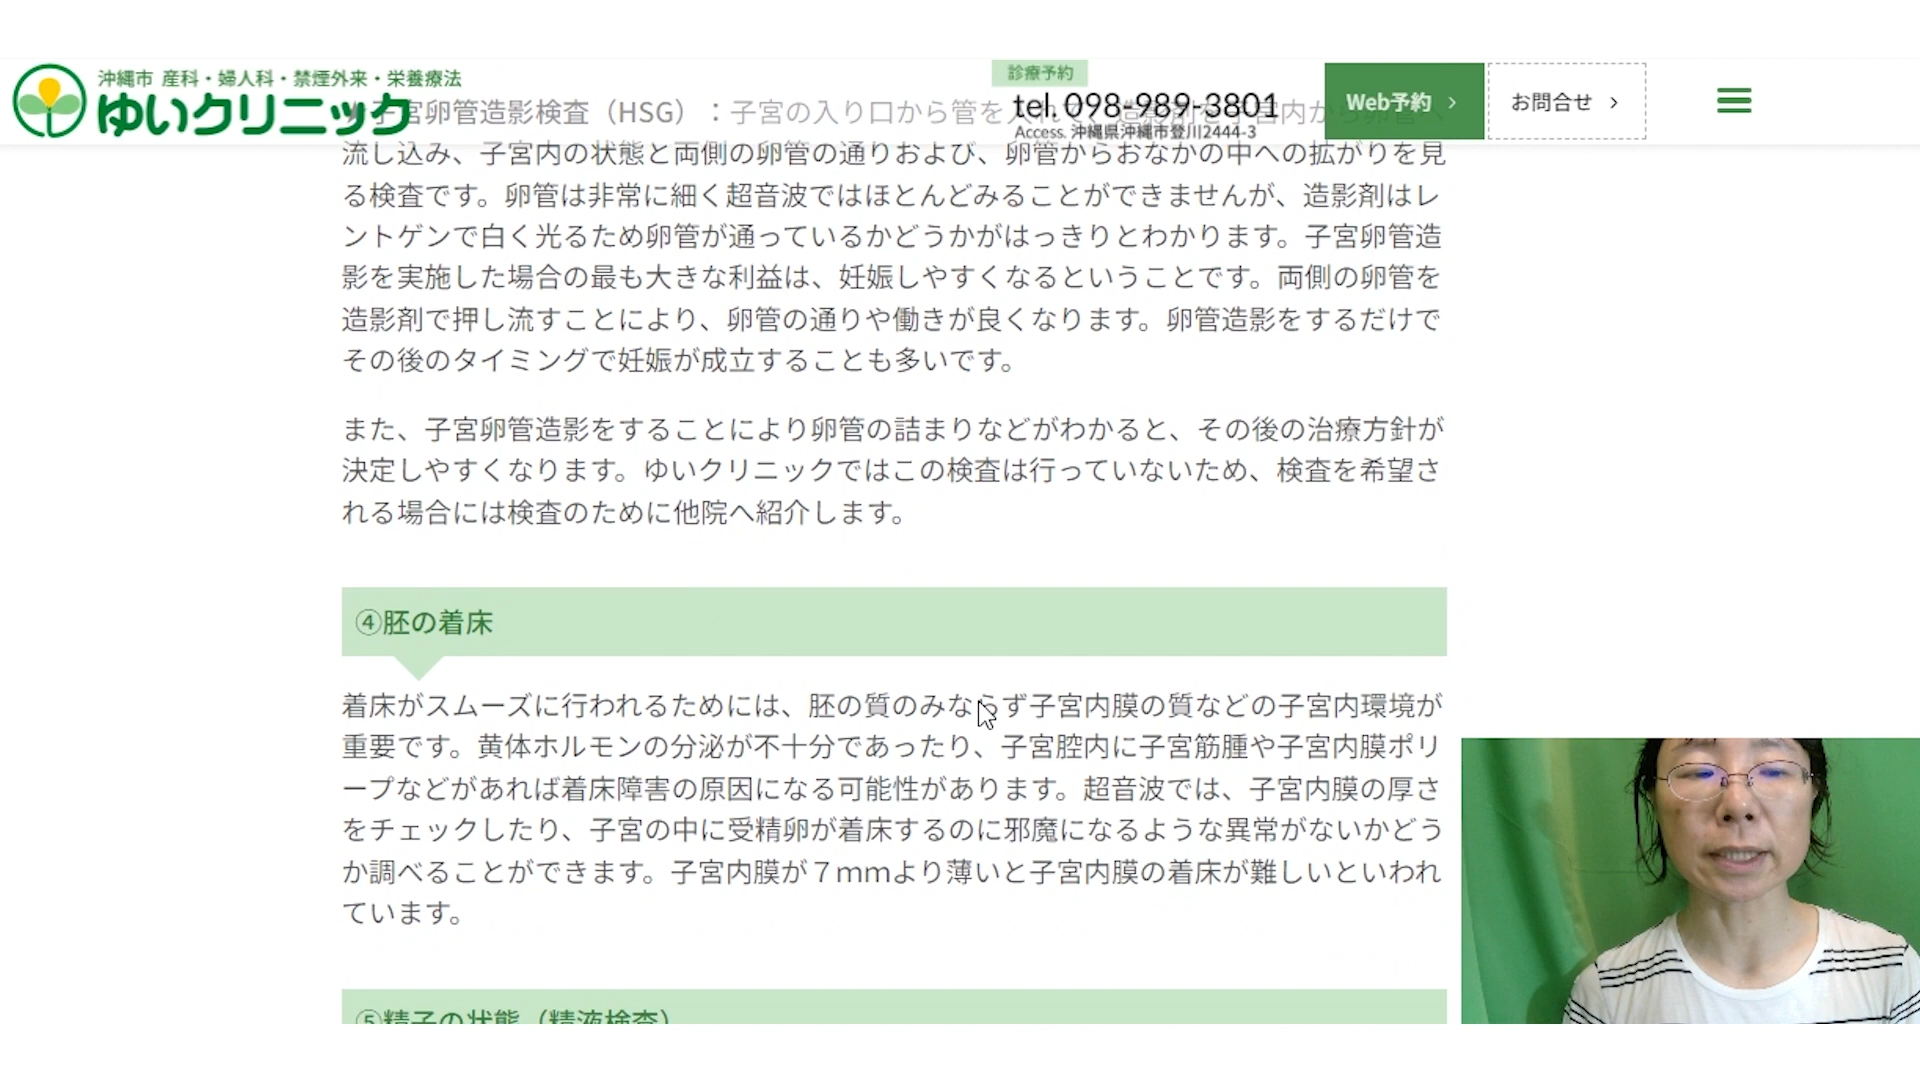 沖縄市 産科・婦人科・禁煙外来・栄養療法
ゆいクリニック
診療予約
tel. 098-989-3801
Access. 沖縄県沖縄市登川2444-3
Web予約
お問合せ
子宮卵管造影検査（HSG）：子宮の入り口から管を
流し込み、子宮内の状態と両側の卵管の通りおよび、卵管からおなかの中への拡がりを見
る検査です。卵管は非常に細く超音波ではほとんどみることができませんが、造影剤はレ
ントゲンで白く光るため卵管が通っているかどうかがはっきりとわかります。子宮卵管造
影を実施した場合の最も大きな利益は、妊娠しやすくなるということです。両側の卵管を
造影剤で押し流すことにより、卵管の通りや働きが良くなります。卵管造影をするだけで
その後のタイミングで妊娠が成立することも多いです。
また、子宮卵管造影をすることにより卵管の詰まりなどがわかると、その後の治療方針が
決定しやすくなります。ゆいクリニックではこの検査は行っていないため、検査を希望さ
れる場合には検査のために他院へ紹介します。
④胚の着床
着床がスムーズに行われるためには、胚の質のみならず子宮内膜の質などの子宮内環境が
重要です。黄体ホルモンの分泌が不十分であったり、子宮腔内に子宮筋腫や子宮内膜ポリ
ープなどがあれば着床障害の原因になる可能性があります。超音波では、子宮内膜の厚さ
をチェックしたり、子宮の中に受精卵が着床するのに邪魔になるような異常がないかどう
か調べることができます。子宮内膜が７ｍｍより薄いと子宮内膜の着床が難しいといわれ
ています。
⑤精子の状態（精液検査）